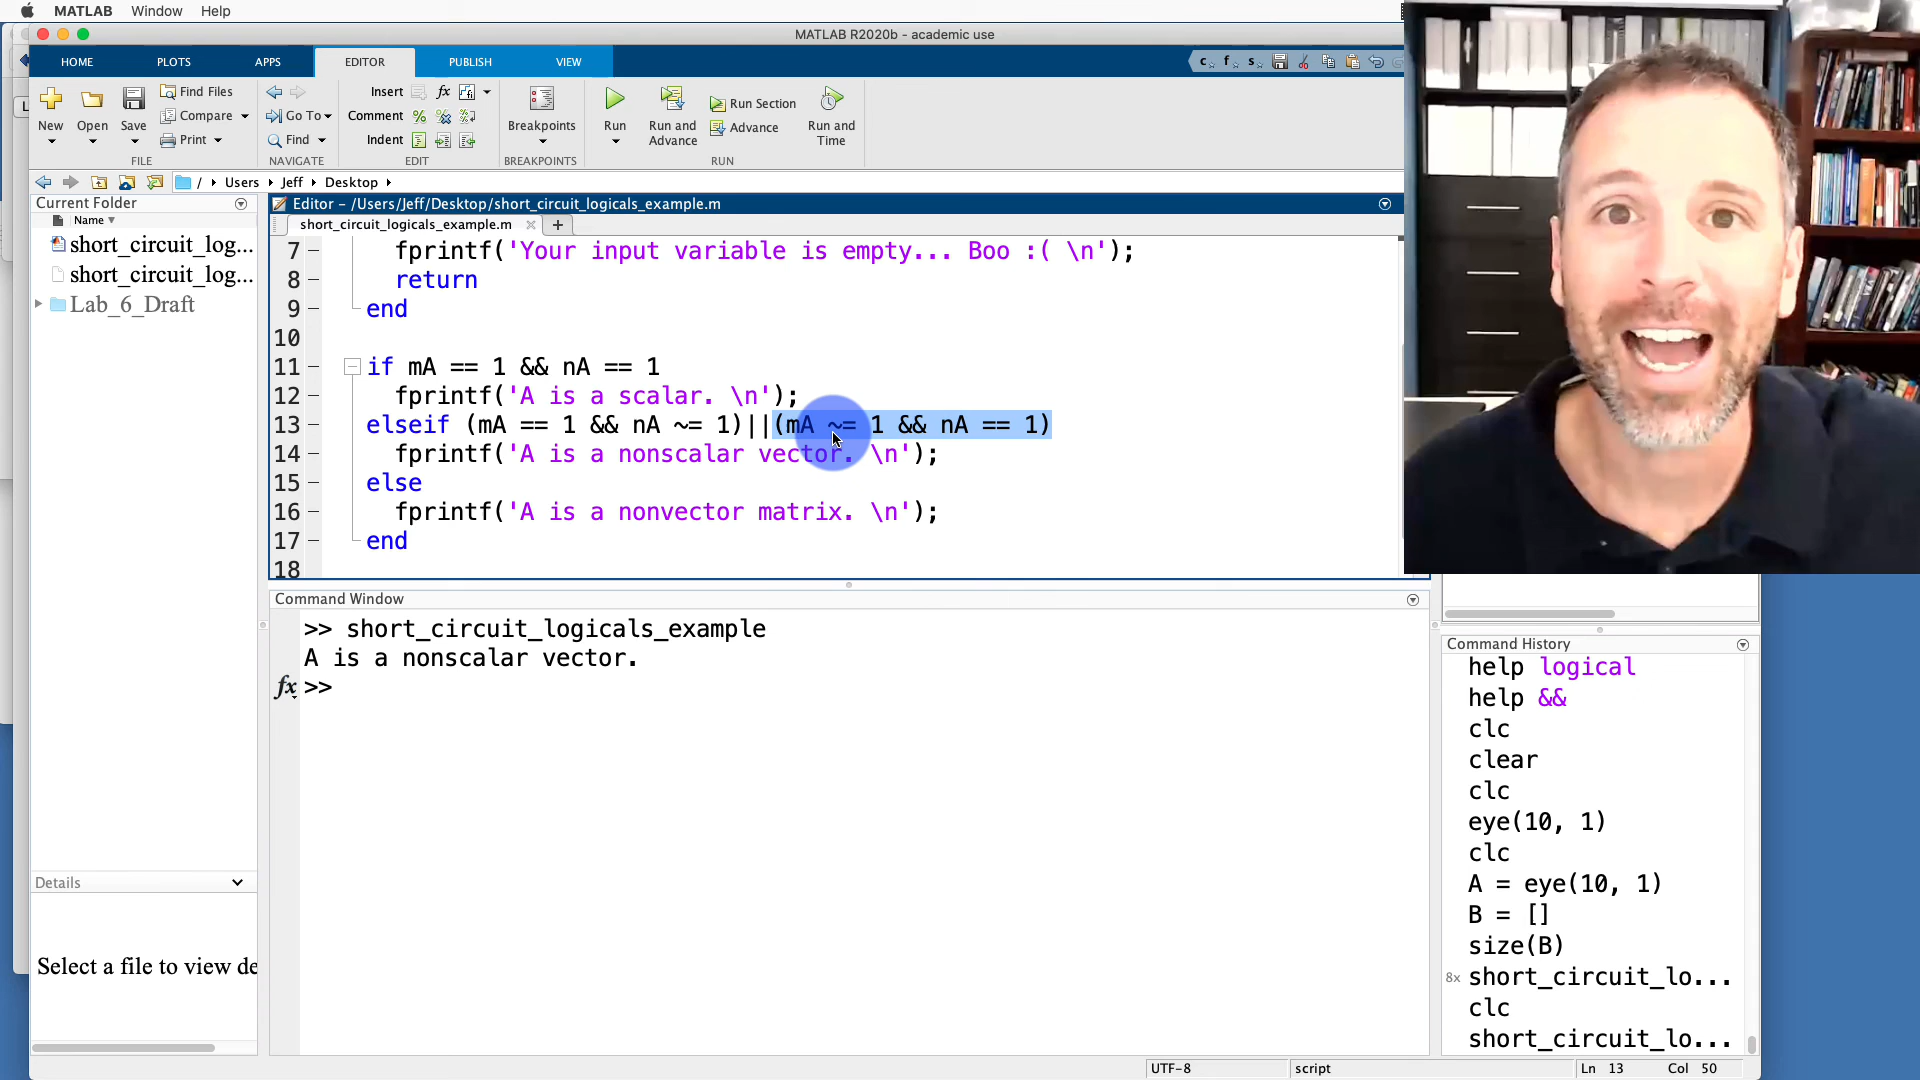 MATLAB Window Help
MATLAB R2020b - academic use
HOME PLOTS APPS EDITOR PUBLISH VIEW
New Open Save Find Files Compare Print
FILE
Go To Find
NAVIGATE
Insert fx
Comment %
Indent
EDIT
Breakpoints
BREAKPOINTS
Run Run and Advance Run Section Advance Run and Time
RUN
/ Users Jeff Desktop
Current Folder
Name
short_circuit_log...
short_circuit_log...
Lab_6_Draft
Details
Select a file to view de
Editor – /Users/Jeff/Desktop/short_circuit_logicals_example.m
short_circuit_logicals_example.m
7 – fprintf('Your input variable is empty... Boo :( \n');
8 – return
9 – end
10
11 – if mA == 1 && nA == 1
12 – fprintf('A is a scalar. \n');
13 – elseif (mA == 1 && nA ~= 1)||(mA ~= 1 && nA == 1)
14 – fprintf('A is a nonscalar vector. \n');
15 – else
16 – fprintf('A is a nonvector matrix. \n');
17 – end
18
Command Window
>> short_circuit_logicals_example
A is a nonscalar vector.
fx >>
Command History
help logical
help &&
clc
clear
clc
eye(10, 1)
clc
A = eye(10, 1)
B = []
size(B)
8x short_circuit_lo...
clc
short_circuit_lo...
UTF-8 script Ln 13 Col 50